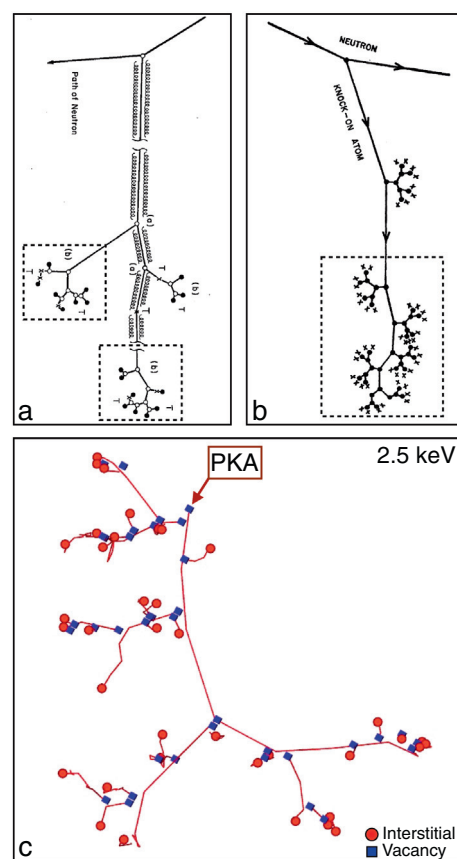 Path of Neutron
(a)
(a)
(b)
T
T
(b)
T
T
(b)
T
T
a
NEUTRON
KNOCK-ON ATOM
b
PKA
2.5 keV
Interstitial
Vacancy
c